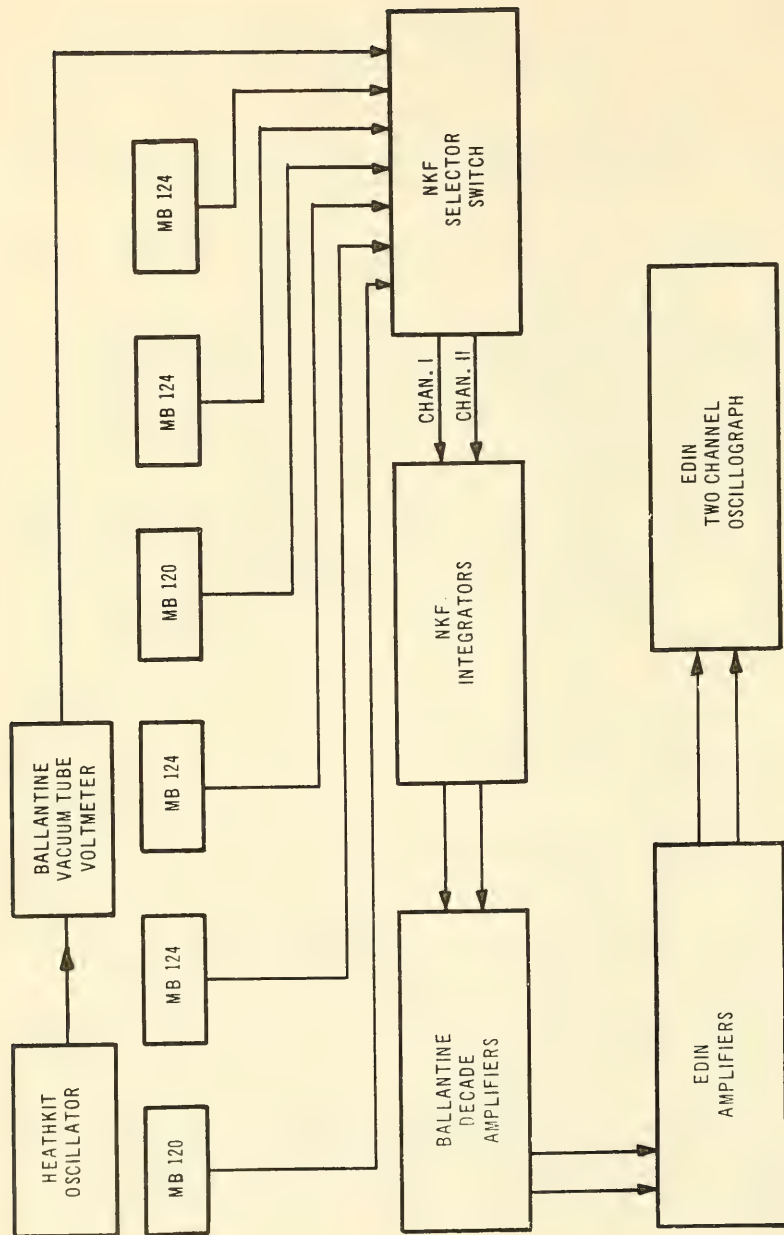 HEATHKIT
OSCILLATOR
BALLANTINE
VACUUM TUBE
VOLTMETER
MB 120
MB 124
MB 124
MB 120
MB 124
MB 124
BALLANTINE
DECADE
AMPLIFIERS
NKF
INTEGRATORS
CHAN. I
CHAN. II
NKF
SELECTOR
SWITCH
EDIN
AMPLIFIERS
EDIN
TWO CHANNEL
OSCILLOGRAPH